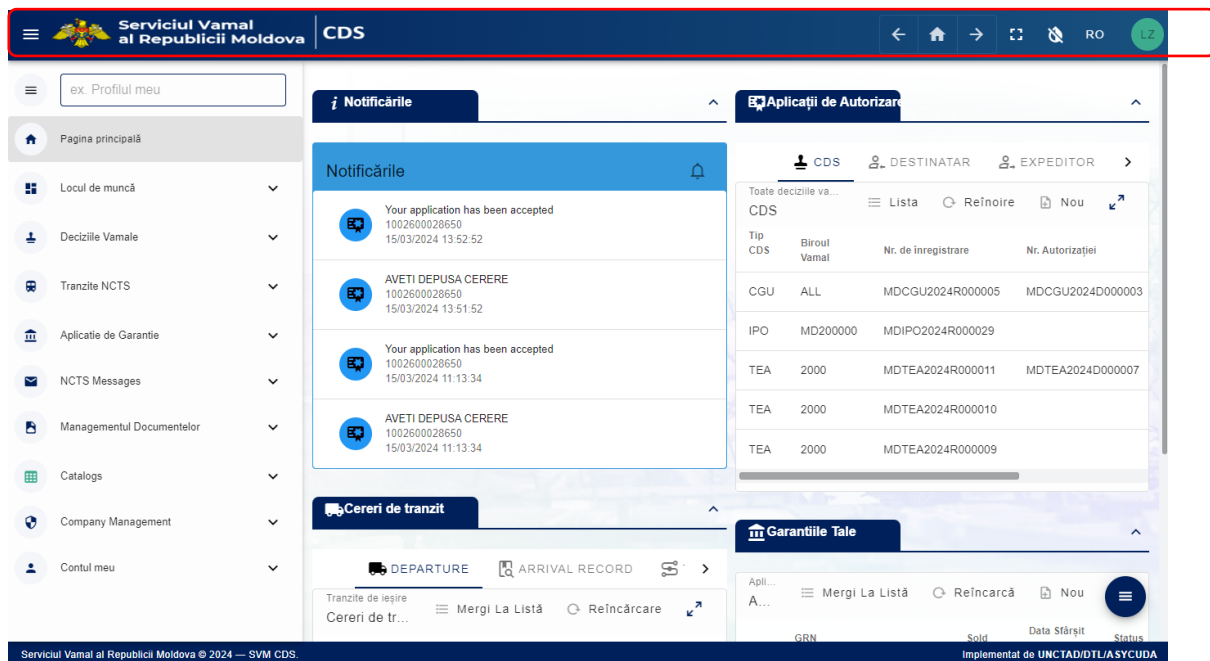 Serviciul Vamal
al Republicii Moldova
CDS
RO
LZ
ex. Profilul meu
Pagina principală
Locul de muncă
Deciziile Vamale
Tranzite NCTS
Aplicatie de Garantie
NCTS Messages
Managementul Documentelor
Catalogs
Company Management
Contul meu
i Notificările
Notificările
Your application has been accepted
1002600028650
15/03/2024 13:52:52
AVETI DEPUSA CERERE
1002600028650
15/03/2024 13:51:52
Your application has been accepted
1002600028650
15/03/2024 11:13:34
AVETI DEPUSA CERERE
1002600028650
15/03/2024 11:13:34
Cereri de tranzit
DEPARTURE ARRIVAL RECORD
Tranzite de ieșire
Cereri de tr... Mergi La Listă Reîncărcare
Aplicații de Autorizare
CDS DESTINATAR EXPEDITOR
Toate deciziile va...
CDS Lista Reînoire Nou
Tip CDS Biroul Vamal Nr. de înregistrare Nr. Autorizației
CGU ALL MDCGU2024R000005 MDCGU2024D000003
IPO MD200000 MDIPO2024R000029
TEA 2000 MDTEA2024R000011 MDTEA2024D000007
TEA 2000 MDTEA2024R000010
TEA 2000 MDTEA2024R000009
Garantiile Tale
Apli...
A... Mergi La Listă Reîncarcă Nou
GRN Sold Data Sfârșit Status
Serviciul Vamal al Republicii Moldova © 2024 — SVM CDS.
Implementat de UNCTAD/DTL/ASYCUDA